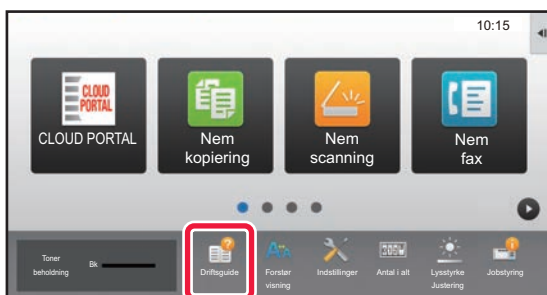 10:15
CLOUD
PORTAL
CLOUD PORTAL
Nem
kopiering
Nem
scanning
Nem
fax
Toner
beholdning
Bk
Driftsguide
Forstør
visning
Indstillinger
Antal i alt
Lysstyrke
Justering
Jobstyring